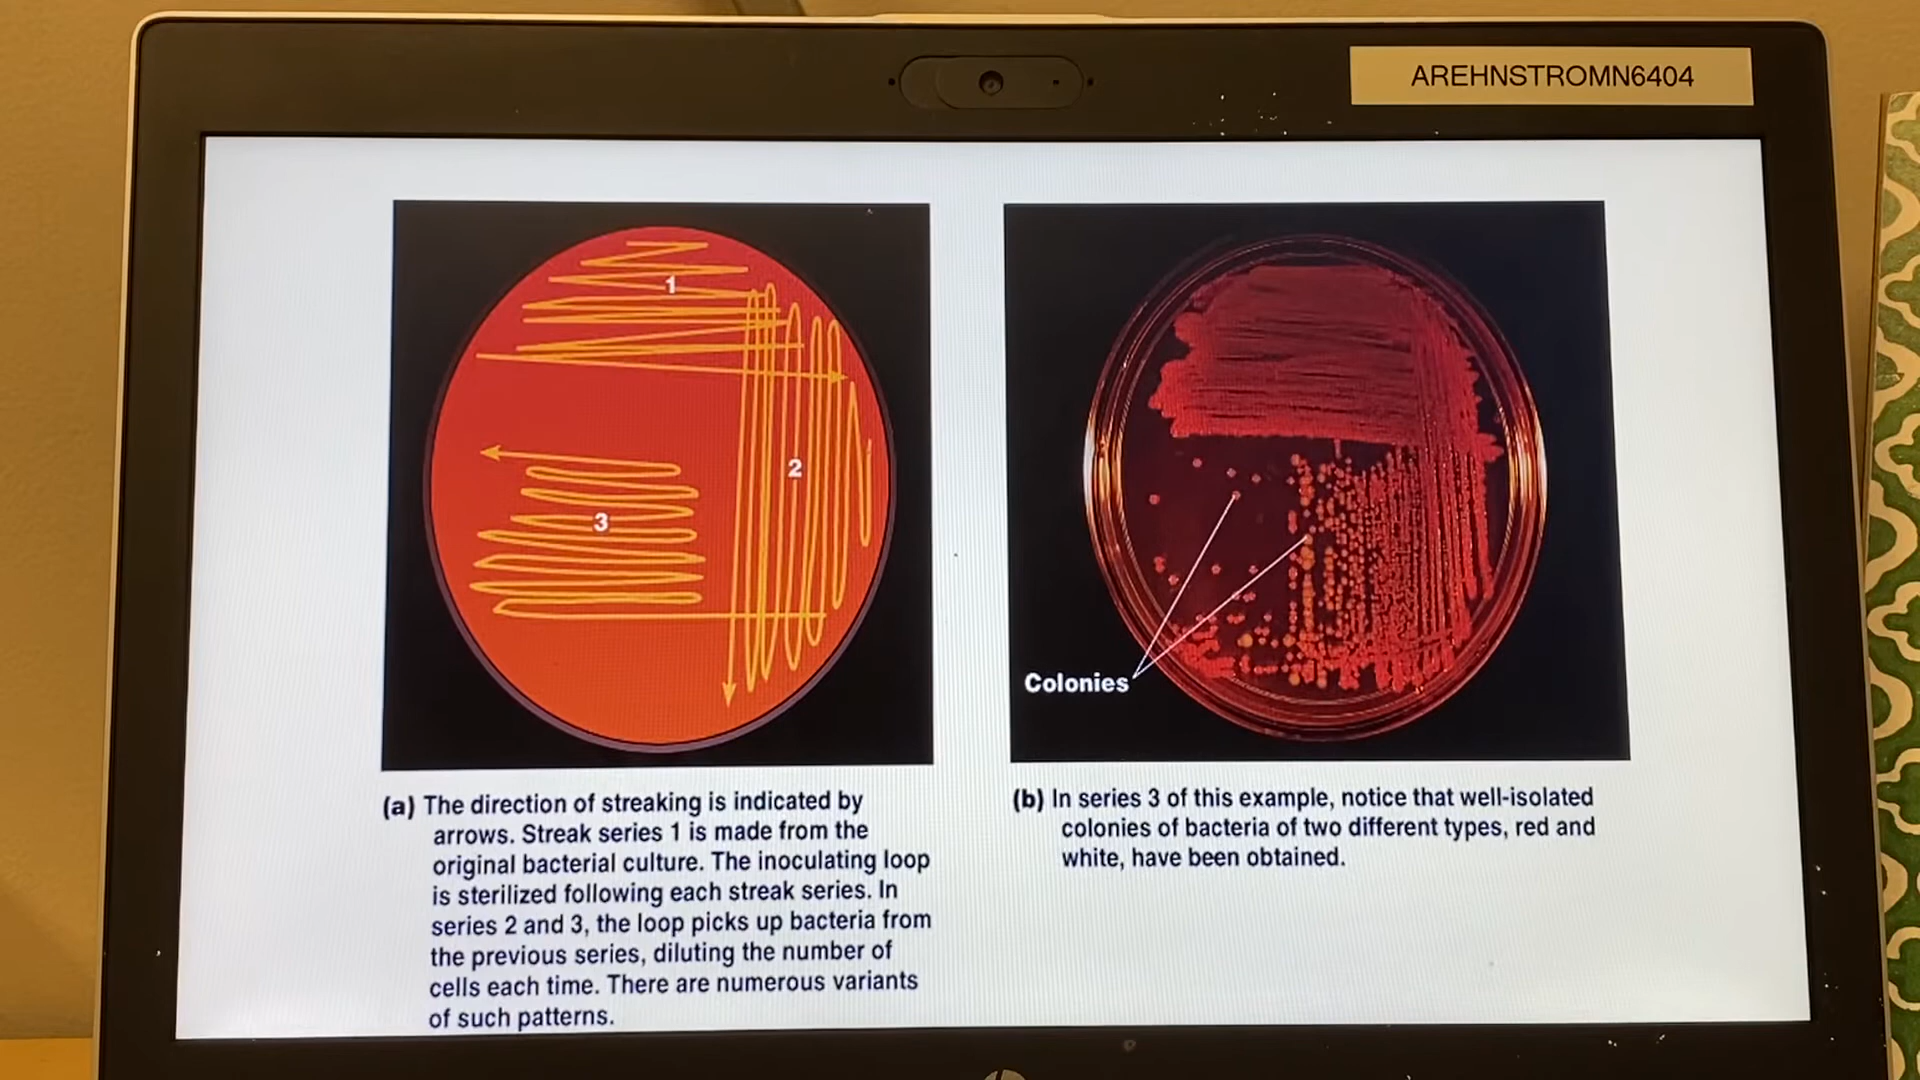 AREHNSTROMN6404
1
2
3
Colonies
(a) The direction of streaking is indicated by
arrows. Streak series 1 is made from the
original bacterial culture. The inoculating loop
is sterilized following each streak series. In
series 2 and 3, the loop picks up bacteria from
the previous series, diluting the number of
cells each time. There are numerous variants
of such patterns.
(b) In series 3 of this example, notice that well-isolated
colonies of bacteria of two different types, red and
white, have been obtained.